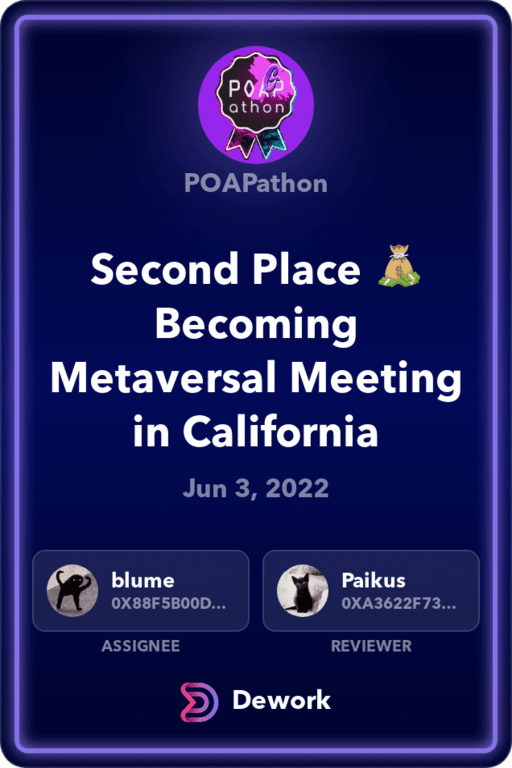 POAP
athon
POAPathon
Second Place
Becoming
Metaversal Meeting
in California
Jun 3, 2022
blume
0X88F5B00D...
Paikus
0XA3622F73...
ASSIGNEE
REVIEWER
Dework